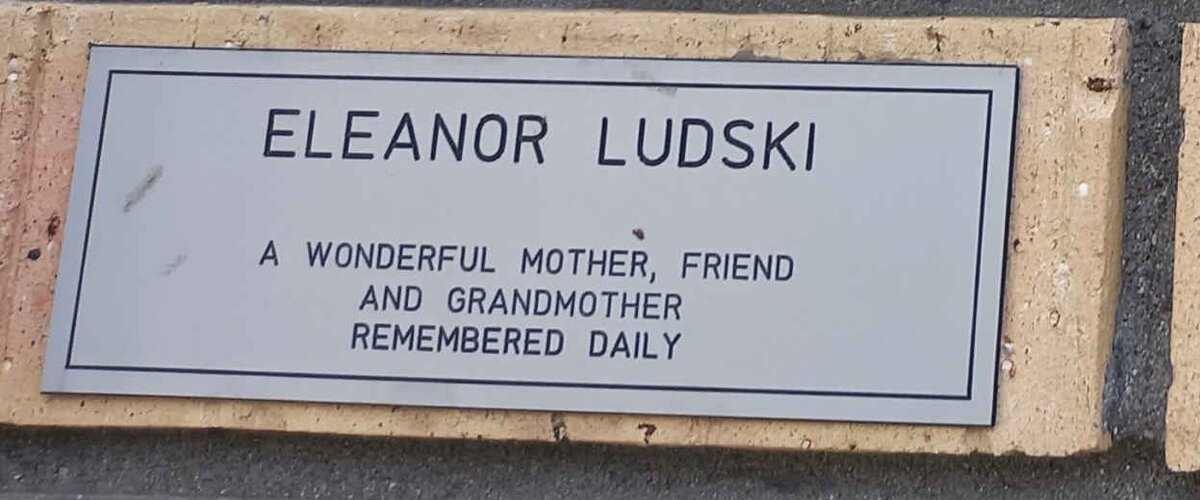 ELEANOR LUDSKI
A WONDERFUL MOTHER, FRIEND
AND GRANDMOTHER
REMEMBERED DAILY